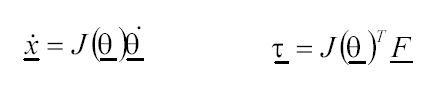 ẋ = J(θ)θ̇    τ = J(θ)ᵀ F